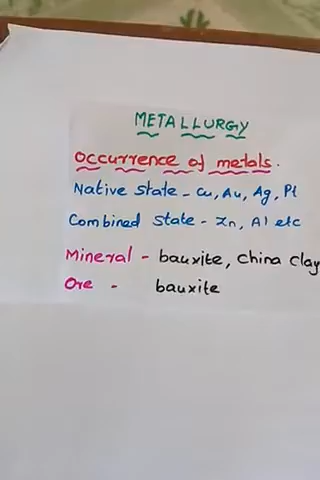 METALLURGY
Occurrence of metals.
Native State - Cu, Au, Ag, Pt
Combined State - Zn, Al etc
Mineral - bauxite, China clay
Ore - bauxite